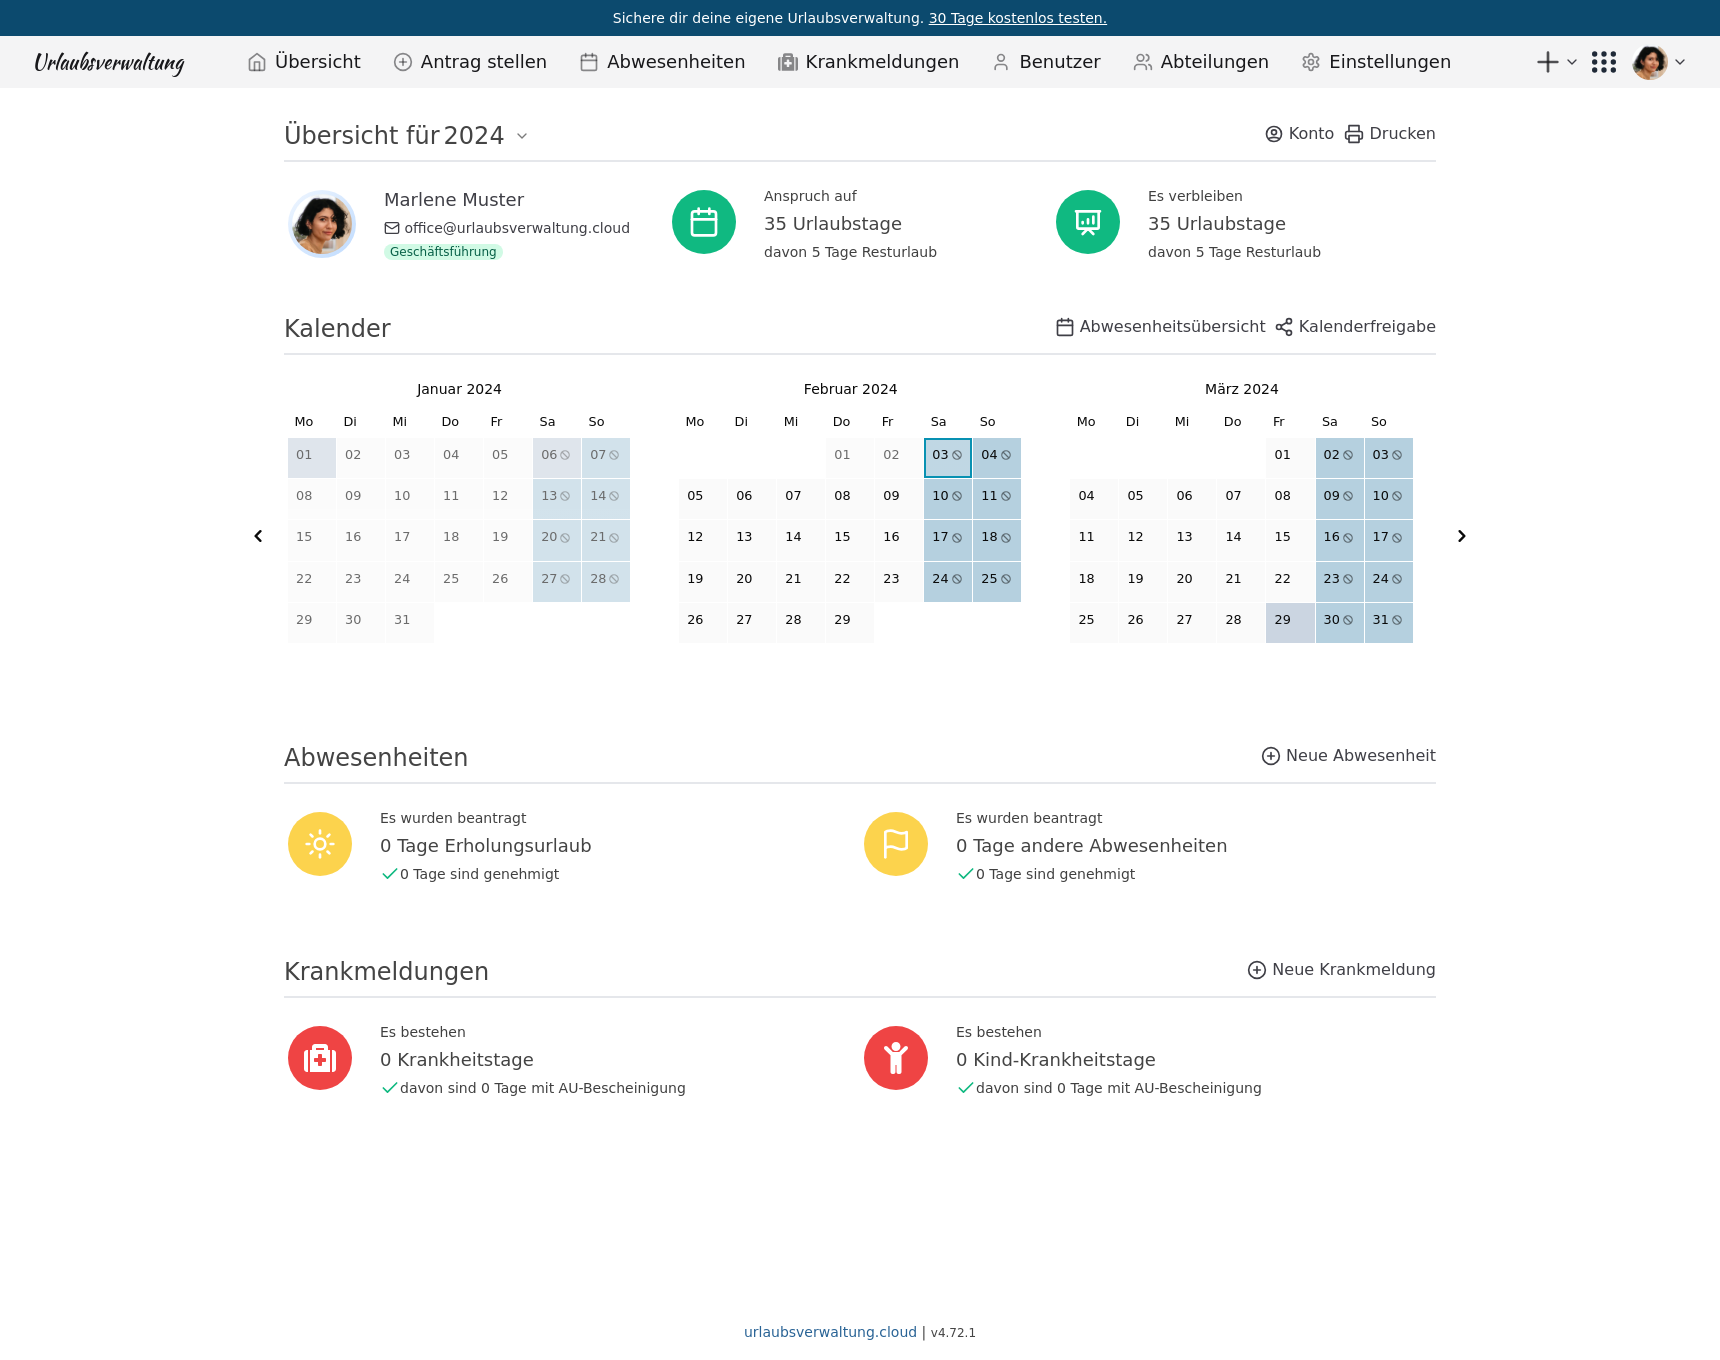 Sichere dir deine eigene Urlaubsverwaltung. 30 Tage kostenlos testen.
Urlaubsverwaltung Übersicht Antrag stellen Abwesenheiten Krankmeldungen Benutzer Abteilungen Einstellungen
Übersicht für 2024 Konto Drucken
Marlene Muster
office@urlaubsverwaltung.cloud
Geschäftsführung
Anspruch auf
35 Urlaubstage
davon 5 Tage Resturlaub
Es verbleiben
35 Urlaubstage
davon 5 Tage Resturlaub
Kalender Abwesenheitsübersicht Kalenderfreigabe
Januar 2024
Mo Di Mi Do Fr Sa So
01 02 03 04 05 06 07
08 09 10 11 12 13 14
15 16 17 18 19 20 21
22 23 24 25 26 27 28
29 30 31
Februar 2024
Mo Di Mi Do Fr Sa So
01 02 03 04
05 06 07 08 09 10 11
12 13 14 15 16 17 18
19 20 21 22 23 24 25
26 27 28 29
März 2024
Mo Di Mi Do Fr Sa So
01 02 03
04 05 06 07 08 09 10
11 12 13 14 15 16 17
18 19 20 21 22 23 24
25 26 27 28 29 30 31
Abwesenheiten Neue Abwesenheit
Es wurden beantragt
0 Tage Erholungsurlaub
0 Tage sind genehmigt
Es wurden beantragt
0 Tage andere Abwesenheiten
0 Tage sind genehmigt
Krankmeldungen Neue Krankmeldung
Es bestehen
0 Krankheitstage
davon sind 0 Tage mit AU-Bescheinigung
Es bestehen
0 Kind-Krankheitstage
davon sind 0 Tage mit AU-Bescheinigung
urlaubsverwaltung.cloud | v4.72.1